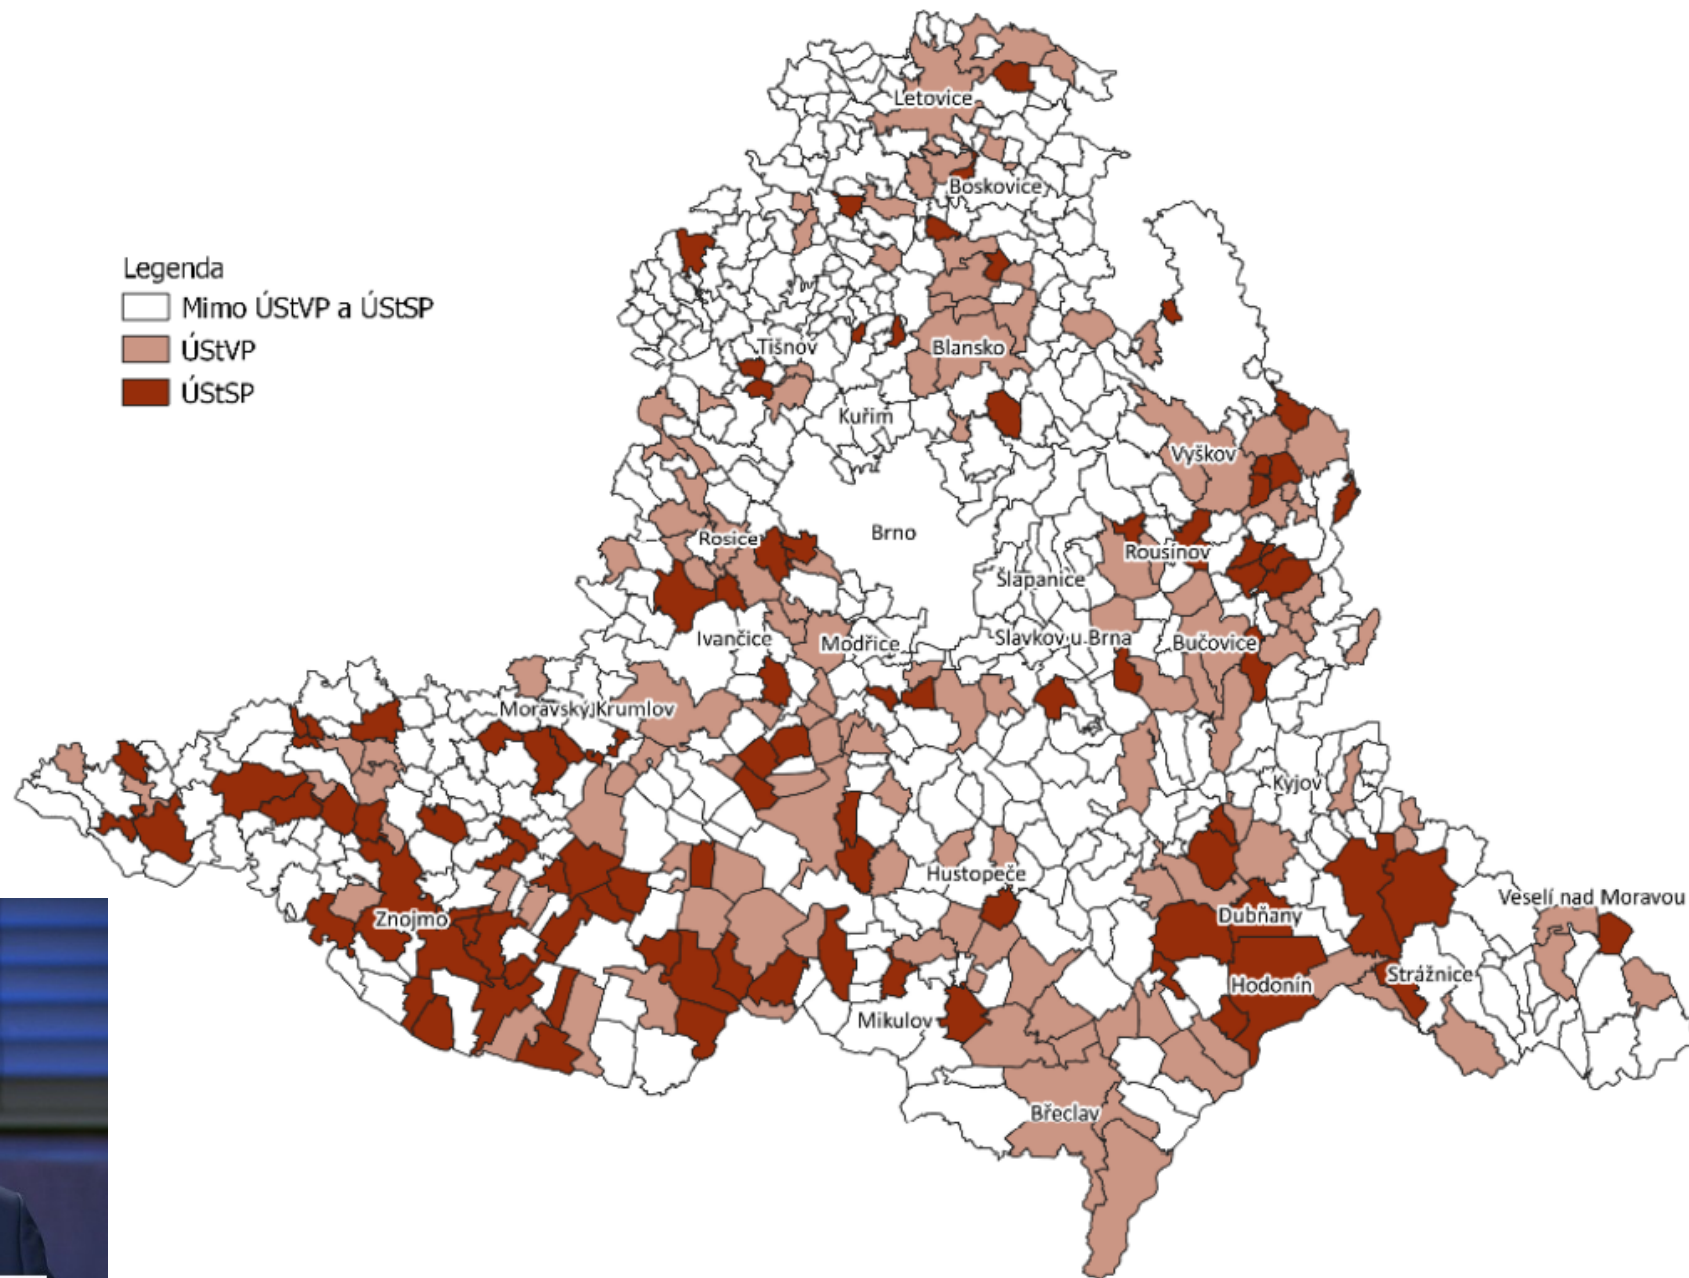 Letovice
Boskovice
Legenda
Mimo ÚStVP a ÚStSP
ÚStVP
ÚStSP
Tišnov
Blansko
Kuřim
Vyškov
Brno
Rosice
Rousínov
Šlapanice
Ivančice
Modřice
Slavkov u Brna
Bučovice
Moravský Krumlov
Kyjov
Hustopeče
Veselí nad Moravou
Znojmo
Dubňany
Strážnice
Hodonín
Mikulov
Břeclav